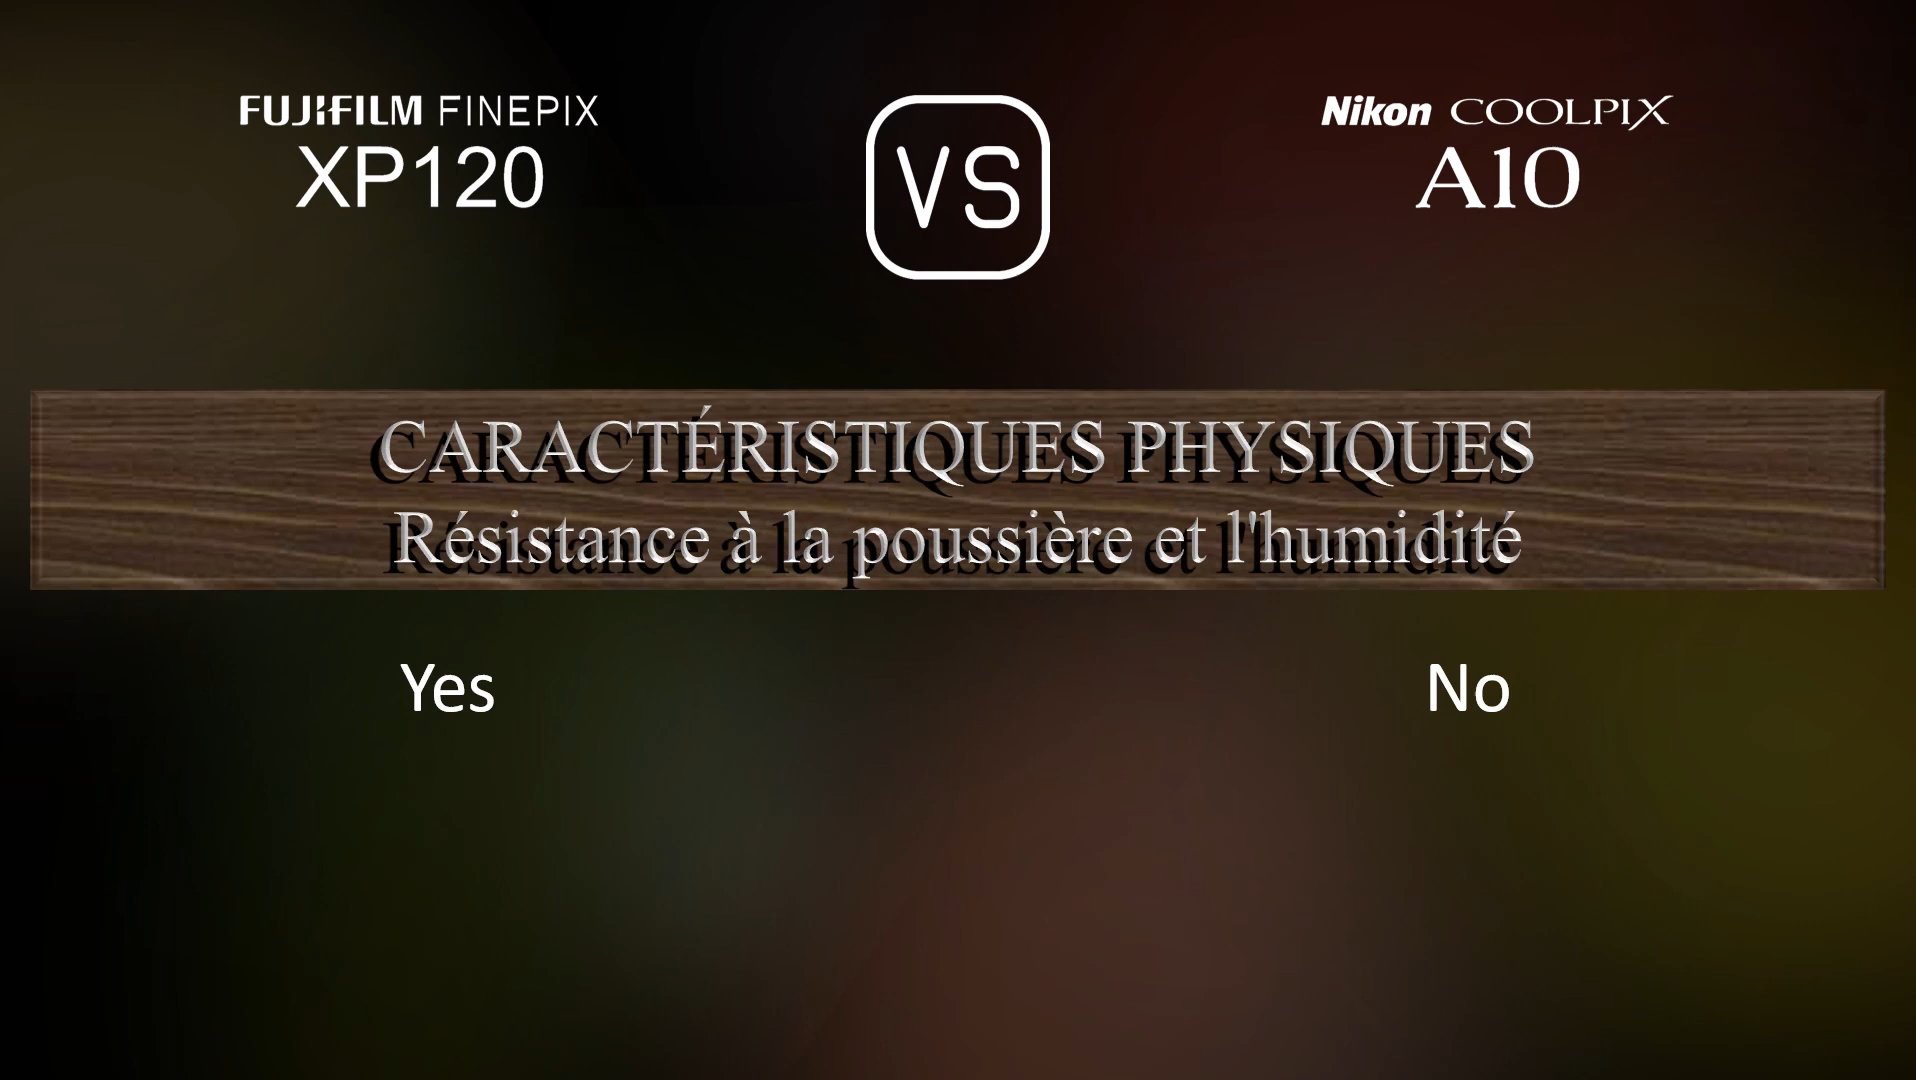 FUJIFILM FINEPIX
XP120
VS
Nikon COOLPIX
A10
CARACTÉRISTIQUES PHYSIQUES
Résistance à la poussière et l'humidité
Yes
No